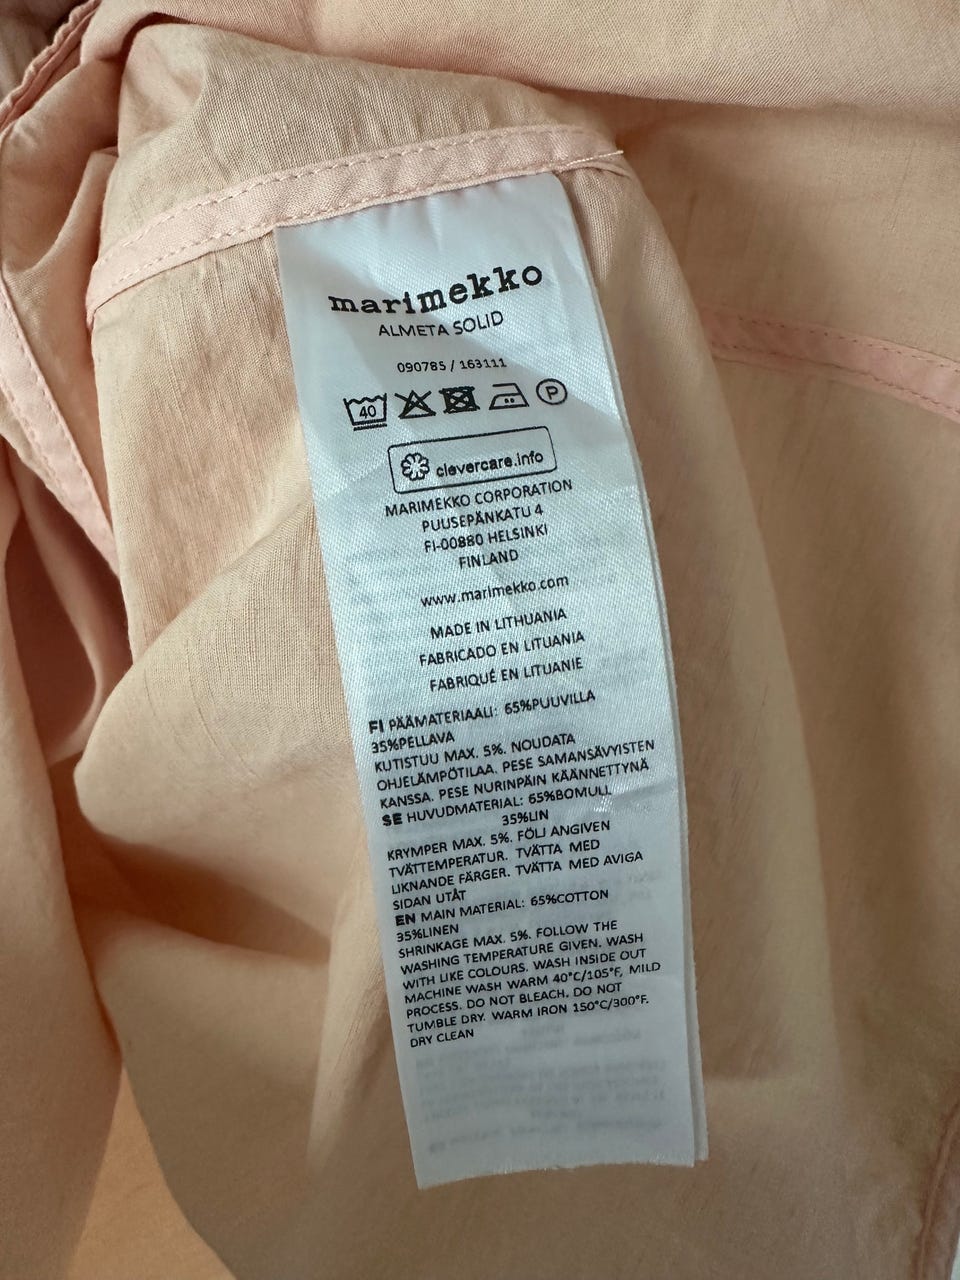 marimekko
ALMETA SOLID
090785 / 163111
40 P
clevercare.info
MARIMEKKO CORPORATION
PUUSEPÄNKATU 4
FI-00880 HELSINKI
FINLAND
www.marimekko.com
MADE IN LITHUANIA
FABRICADO EN LITUANIA
FABRIQUÉ EN LITUANIE
FI PÄÄMATERIAALI: 65%PUUVILLA
35%PELLAVA
KUTISTUU MAX. 5%. NOUDATA
OHJELÄMPÖTILAA. PESE SAMANSÄVYISTEN
KANSSA. PESE NURINPÄIN KÄÄNNETTYNÄ
SE HUVUDMATERIAL: 65%BOMULL
35%LIN
KRYMPER MAX. 5%. FÖLJ ANGIVEN
TVÄTTEMPERATUR. TVÄTTA MED
LIKNANDE FÄRGER. TVÄTTA MED AVIGA
SIDAN UTÅT
EN MAIN MATERIAL: 65%COTTON
35%LINEN
SHRINKAGE MAX. 5%. FOLLOW THE
WASHING TEMPERATURE GIVEN. WASH
WITH LIKE COLOURS. WASH INSIDE OUT
MACHINE WASH WARM 40°C/105°F, MILD
PROCESS. DO NOT BLEACH. DO NOT
TUMBLE DRY. WARM IRON 150°C/300°F.
DRY CLEAN